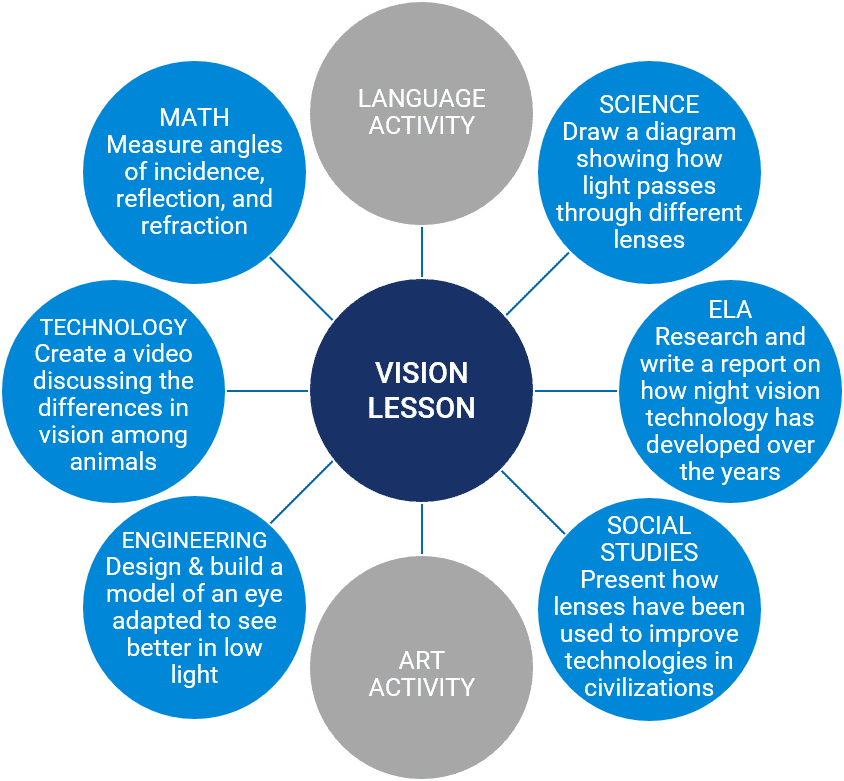 LANGUAGE
ACTIVITY
SCIENCE
Draw a diagram
showing how
light passes
through different
lenses
ELA
Research and
write a report on
how night vision
technology has
developed over
the years
SOCIAL
STUDIES
Present how
lenses have been
used to improve
technologies in
civilizations
ART
ACTIVITY
ENGINEERING
Design & build a
model of an eye
adapted to see
better in low
light
TECHNOLOGY
Create a video
discussing the
differences in
vision among
animals
MATH
Measure angles
of incidence,
reflection, and
refraction
VISION
LESSON